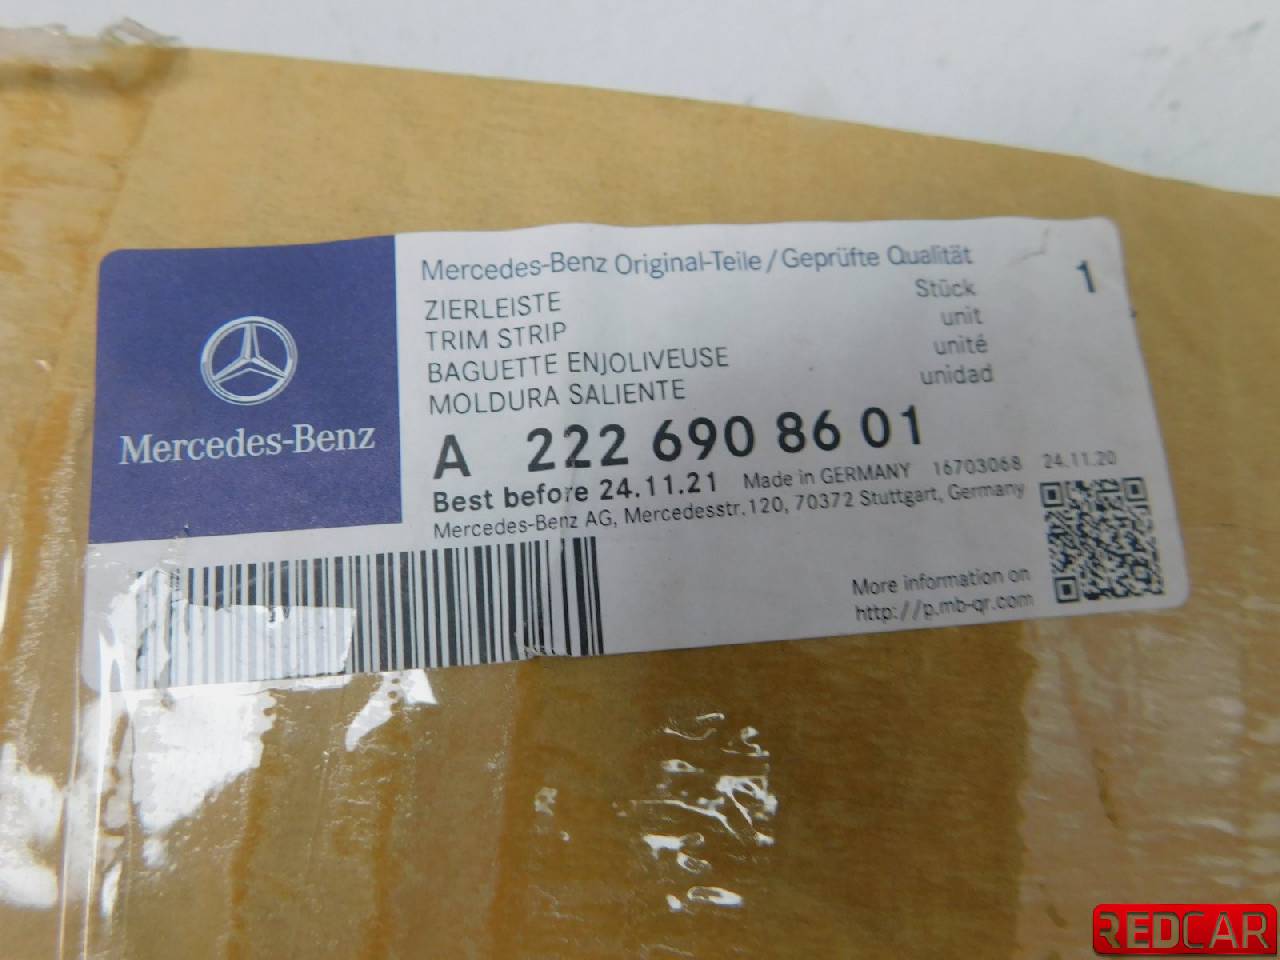 Mercedes-Benz
Mercedes-Benz Original-Teile/Geprüfte Qualität
ZIERLEISTE
TRIM STRIP
BAGUETTE ENJOLIVEUSE
MOLDURA SALIENTE
Stück
unit
unité
unidad
1
A 222 690 86 01
Best before 24.11.21 Made in GERMANY 16703068 24.11.20
Mercedes-Benz AG, Mercedesstr. 120, 70372 Stuttgart, Germany
More information on
http://p.mb-qr.com
REDCAR